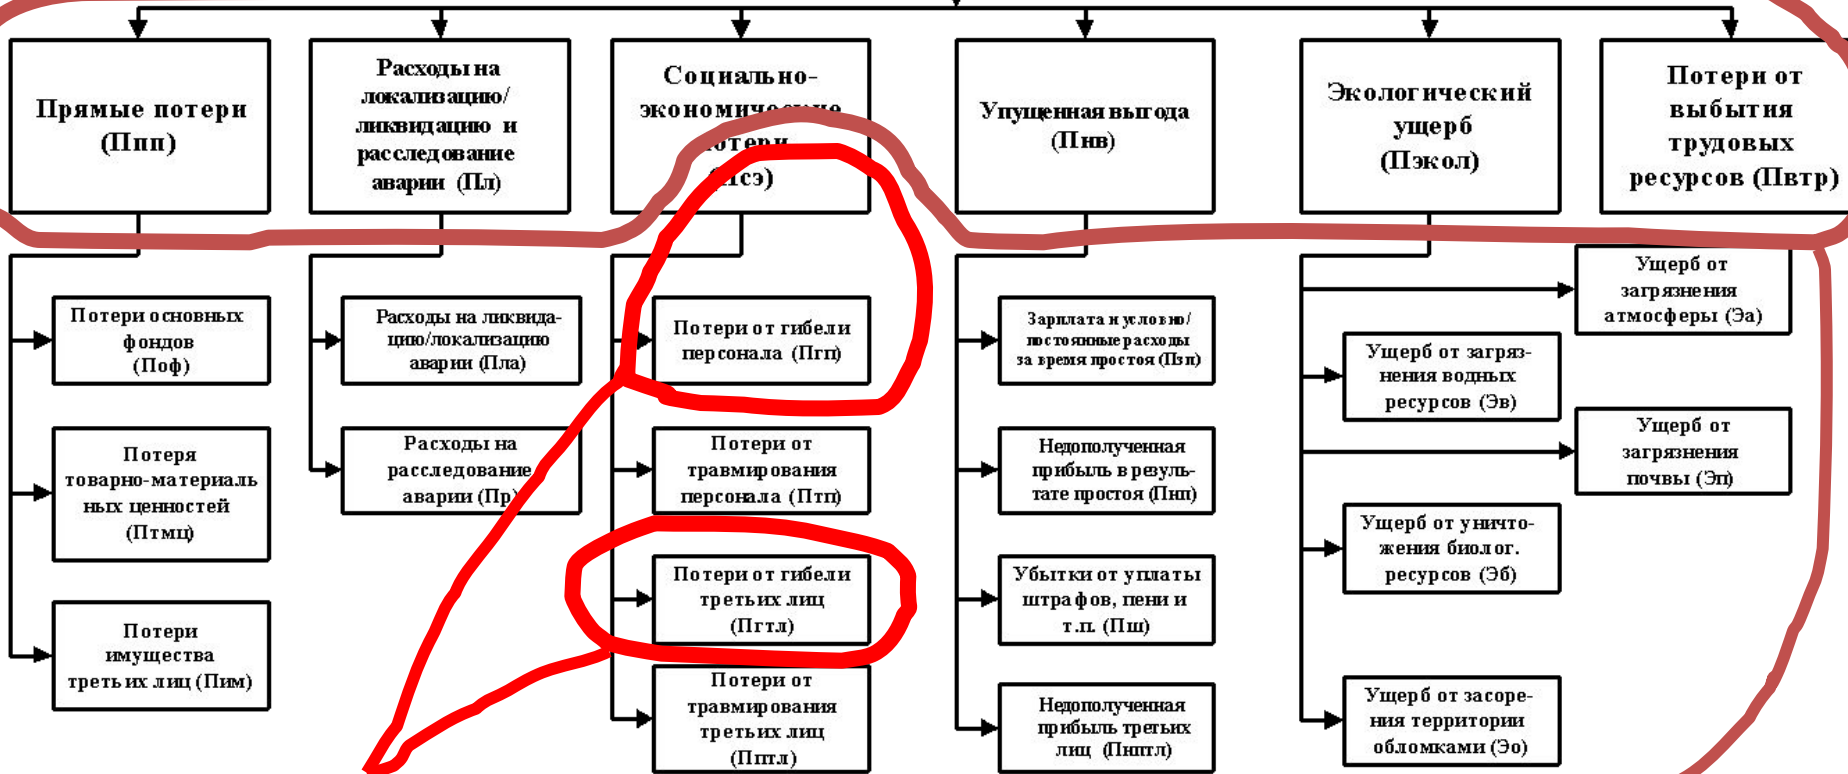 Прямые потери
(Ппп)
Расходы на
локализацию/
ликвидацию и
расследование
аварии (Пл)
Социально-
экономические
потери
(Псэ)
Упущенная выгода
(Пнв)
Экологический
ущерб
(Пэкол)
Потери от
выбытия
трудовых
ресурсов (Пвтр)
Потери основных
фондов
(Поф)
Потеря
товарно-материаль
ных ценностей
(Птмц)
Потери
имущества
третьих лиц (Пим)
Расходы на ликвида-
цию/локализацию
аварии (Пла)
Расходы на
расследование
аварии (Пр)
Потери от гибели
персонала (Пгп)
Потери от
травмирования
персонала (Птп)
Потери от гибели
третьих лиц
(Пгтл)
Потери от
травмирования
третьих лиц
(Пттл)
Зарплата и условно/
постоянные расходы
за время простоя (Пзп)
Недополученная
прибыль в резуль-
тате простоя (Пнп)
Убытки от уплаты
штрафов, пени и
т.п. (Пш)
Недополученная
прибыль третьих
лиц (Пнптл)
Ущерб от
загрязнения
атмосферы (Эа)
Ущерб от загряз-
нения водных
ресурсов (Эв)
Ущерб от
загрязнения
почвы (Эп)
Ущерб от уничто-
жения биолог.
ресурсов (Эб)
Ущерб от засоре-
ния территории
обломками (Эо)